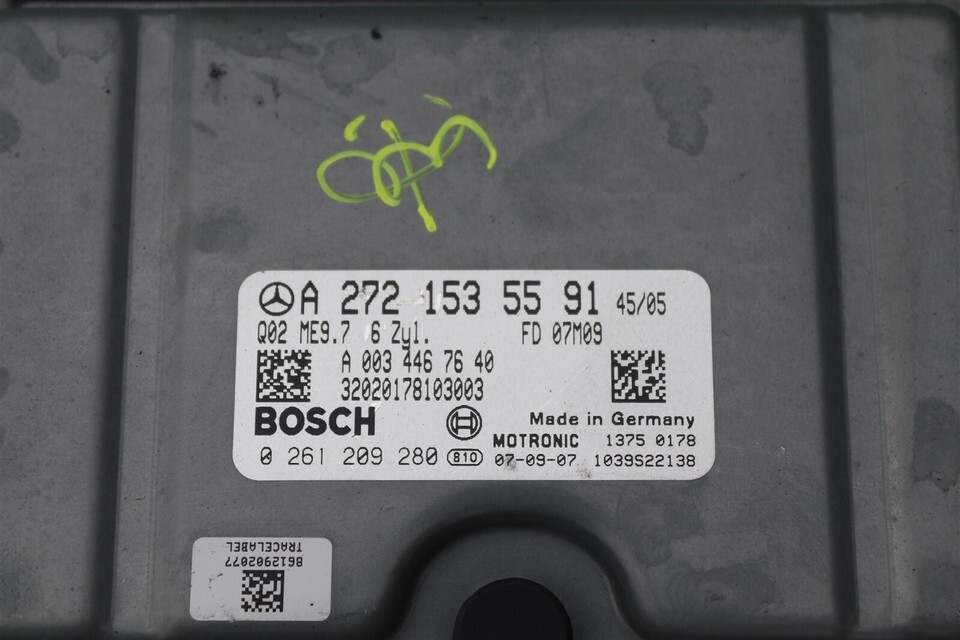 A 272 153 55 91 45/05
Q02 ME9.7 6 Zyl. FD 07M09
A 003 446 76 40
32020178103003
BOSCH
Made in Germany
MOTRONIC 1375 0178
0 261 209 280 810 07-09-07 1039S22138
8612902077
TRACELABEL